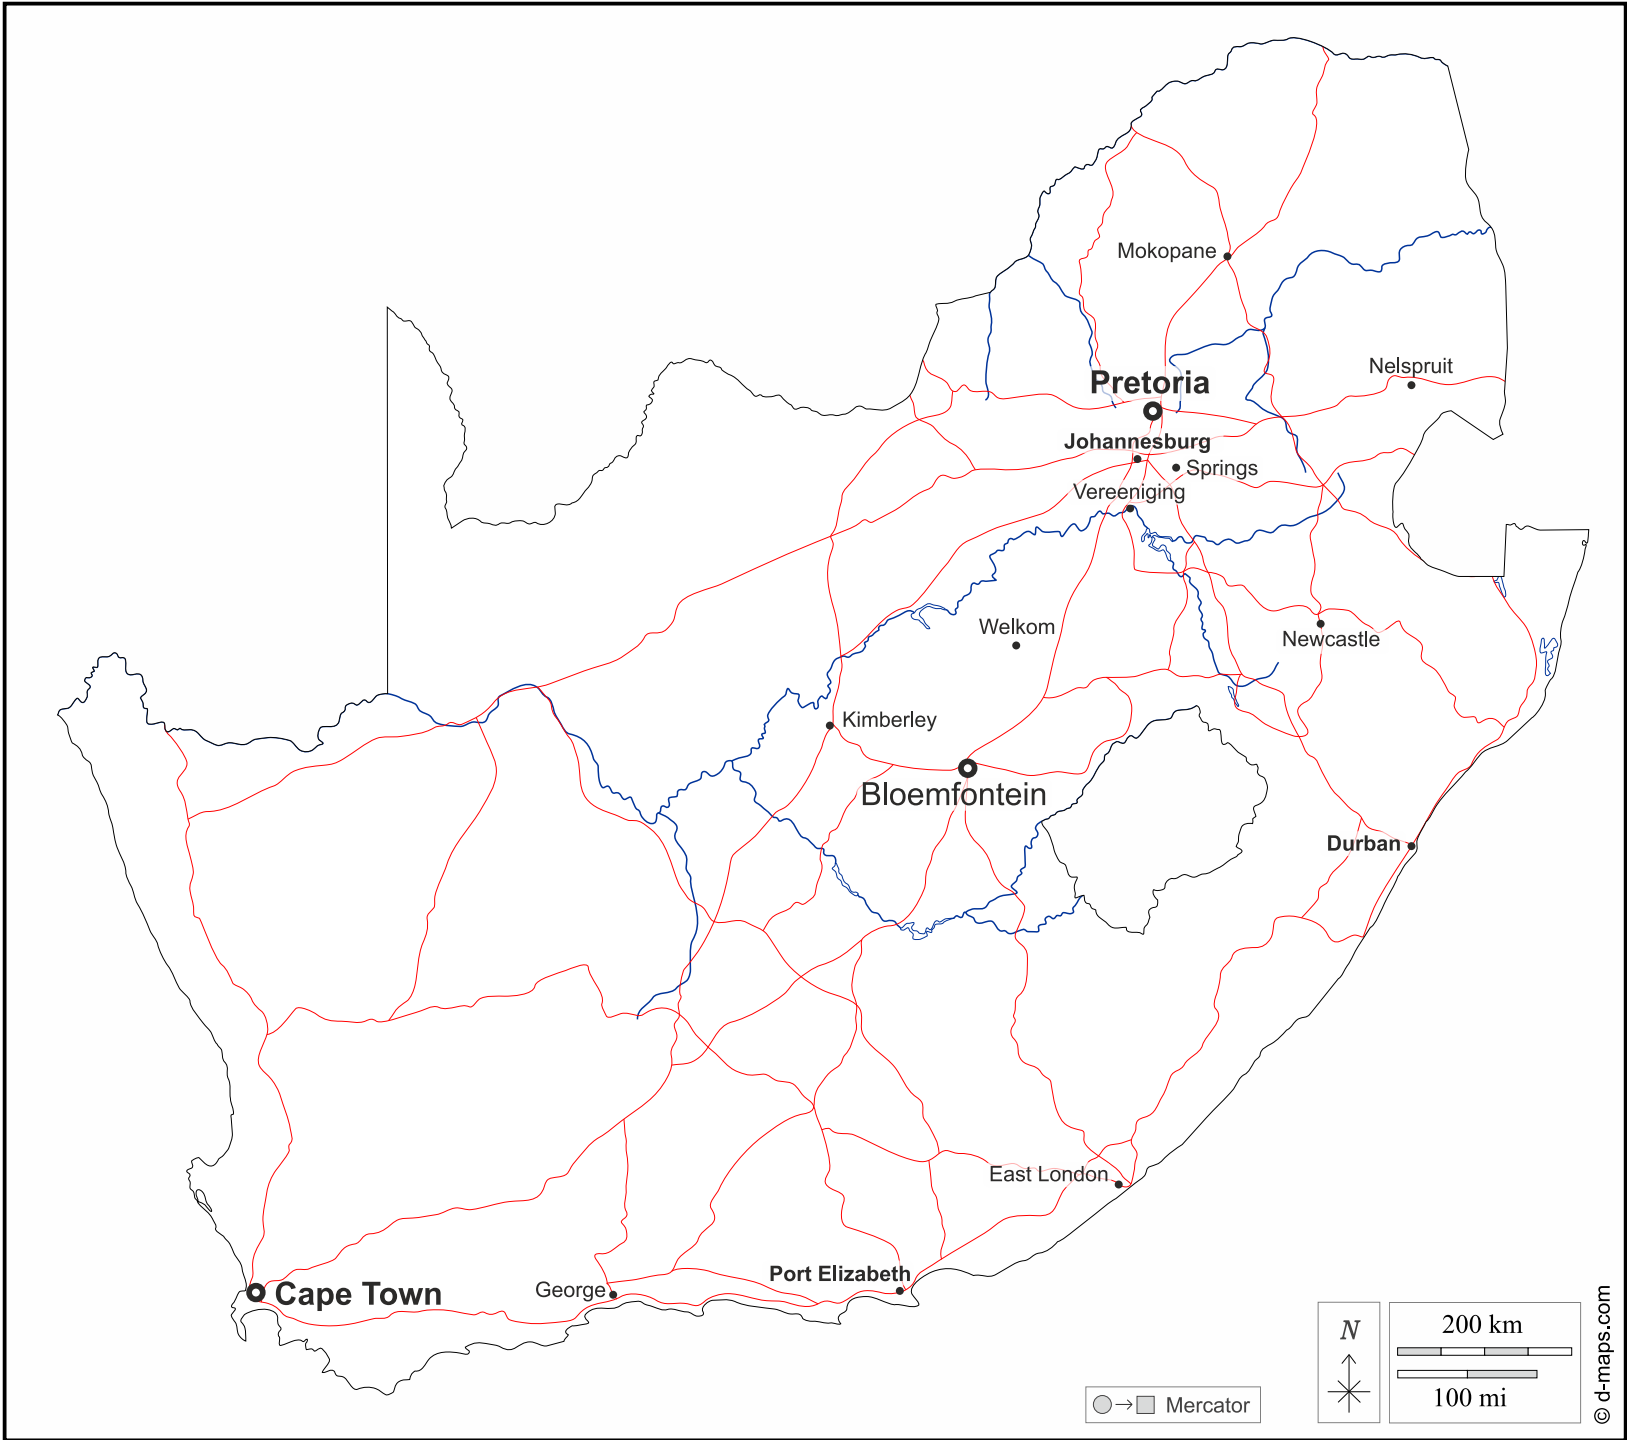 Mokopane
Nelspruit
Pretoria
Johannesburg
Springs
Vereeniging
Welkom
Newcastle
Kimberley
Bloemfontein
Durban
East London
Port Elizabeth
George
Cape Town
N
200 km
100 mi
Mercator
© d-maps.com